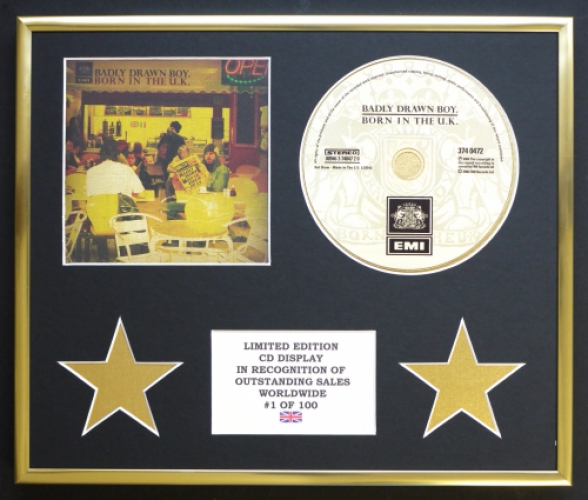 BADLY DRAWN BOY.
BORN IN THE U.K.
OPE
BADLY DRAWN BOY.
BORN IN THE U.K.
STEREO
374 0472
EMI
LIMITED EDITION
CD DISPLAY
IN RECOGNITION OF
OUTSTANDING SALES
WORLDWIDE
#1 OF 100